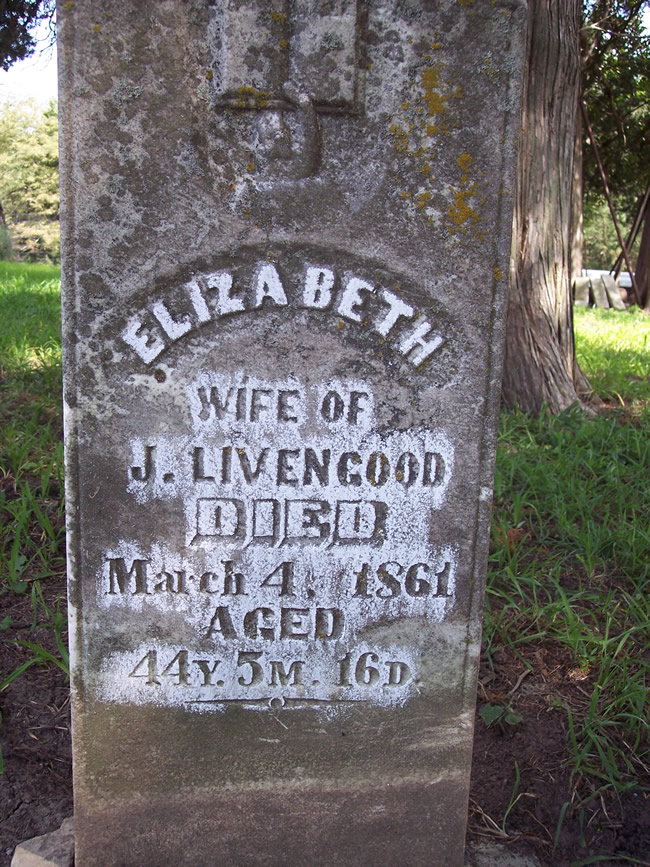 ELIZABETH
WIFE OF
J. LIVENGOOD
DIED
March 4, 1861
AGED
44Y. 5M. 16D.